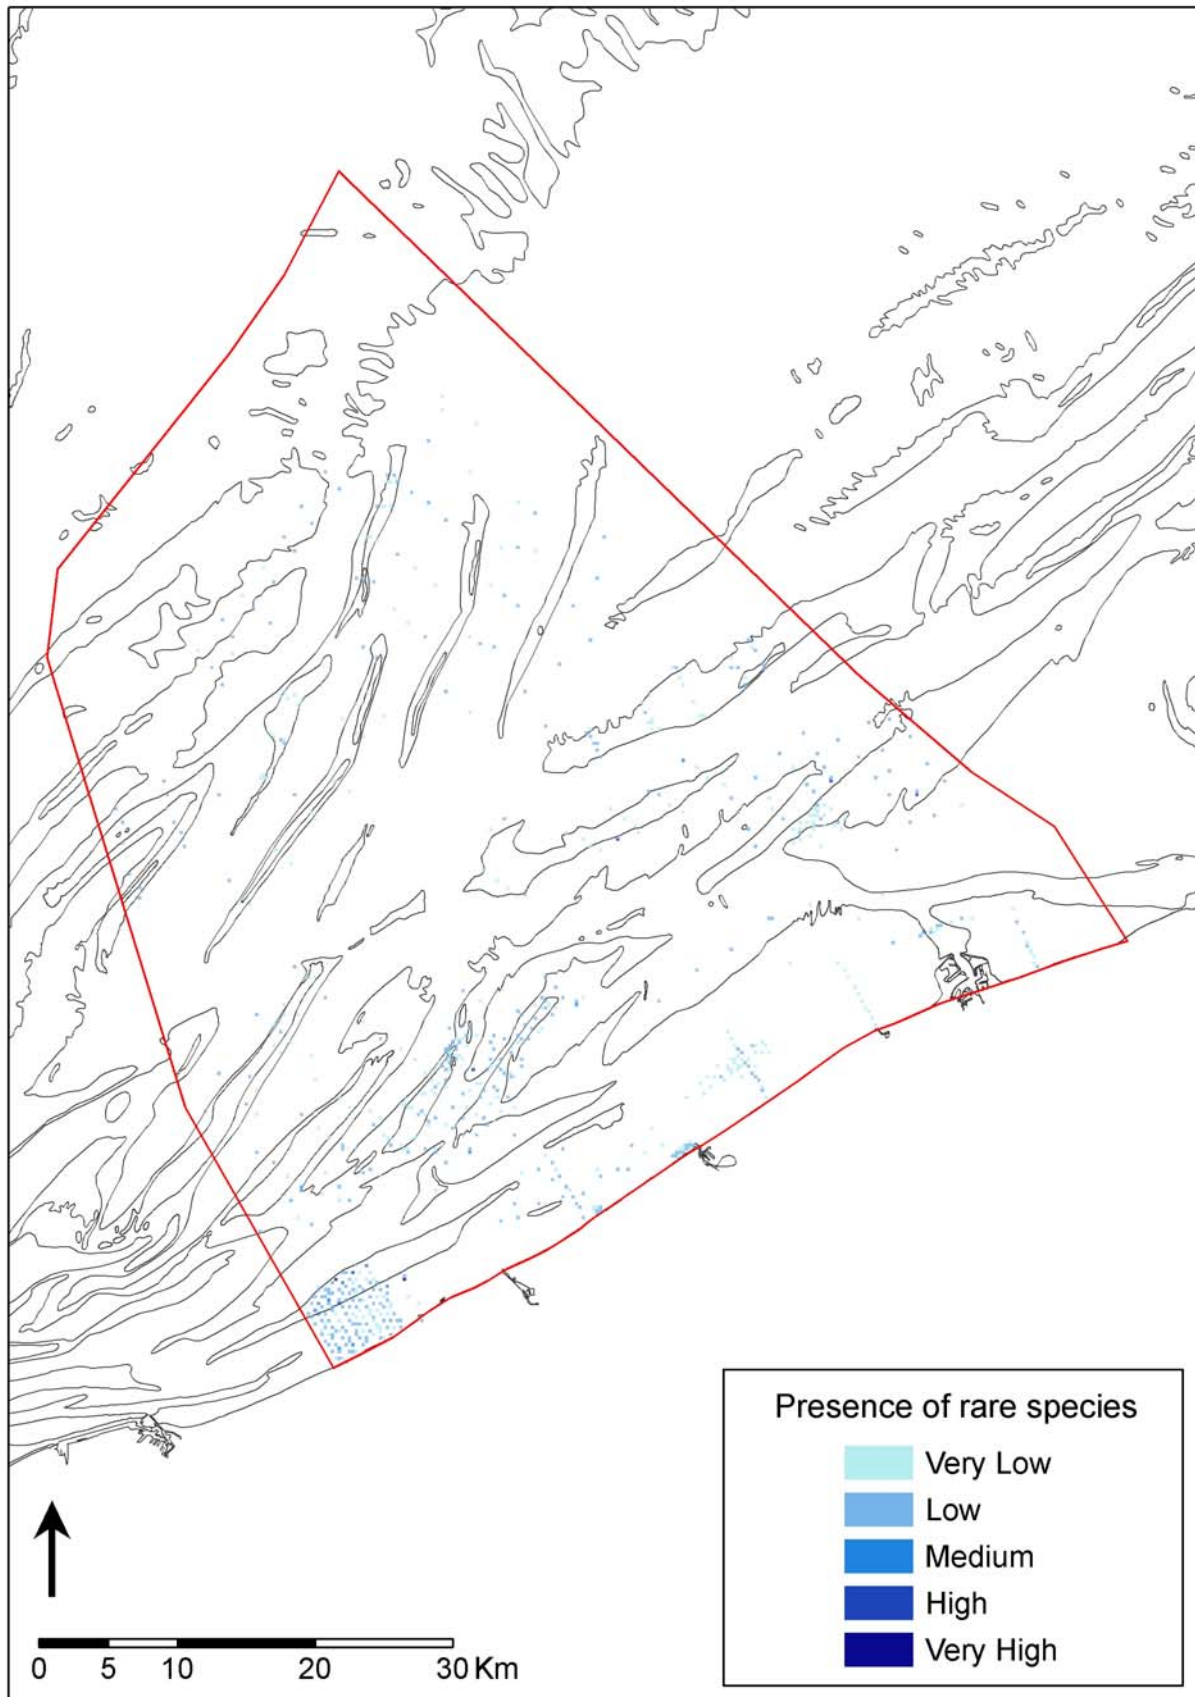 Presence of rare species
Very Low
Low
Medium
High
Very High
0 5 10 20 30 Km